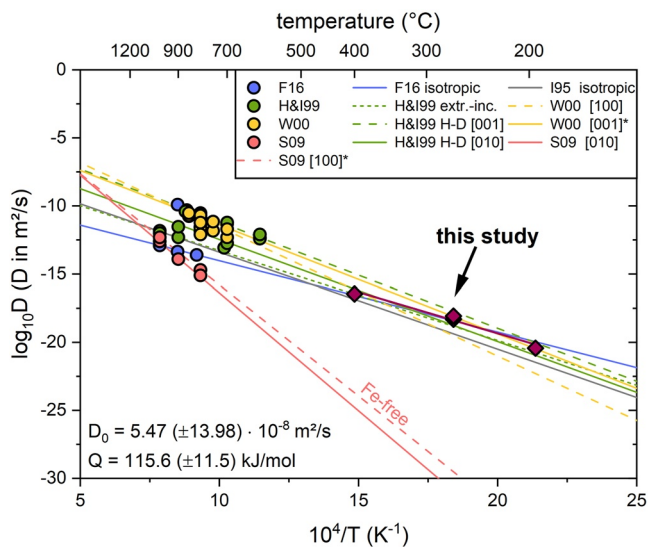 temperature (°C)
1200 900 700 500 400 300 200
0
F16 F16 isotropic I95 isotropic
H&I99 H&I99 extr.-inc. W00 [100]
W00 H&I99 H-D [001] W00 [001]*
S09 H&I99 H-D [010] S09 [010]
S09 [100]*
-5
-10
this study
-15
log₁₀D (D in m²/s)
-20
Fe-free
-25
D₀ = 5.47 (±13.98) · 10⁻⁸ m²/s
Q = 115.6 (±11.5) kJ/mol
-30
5 10 15 20 25
10⁴/T (K⁻¹)